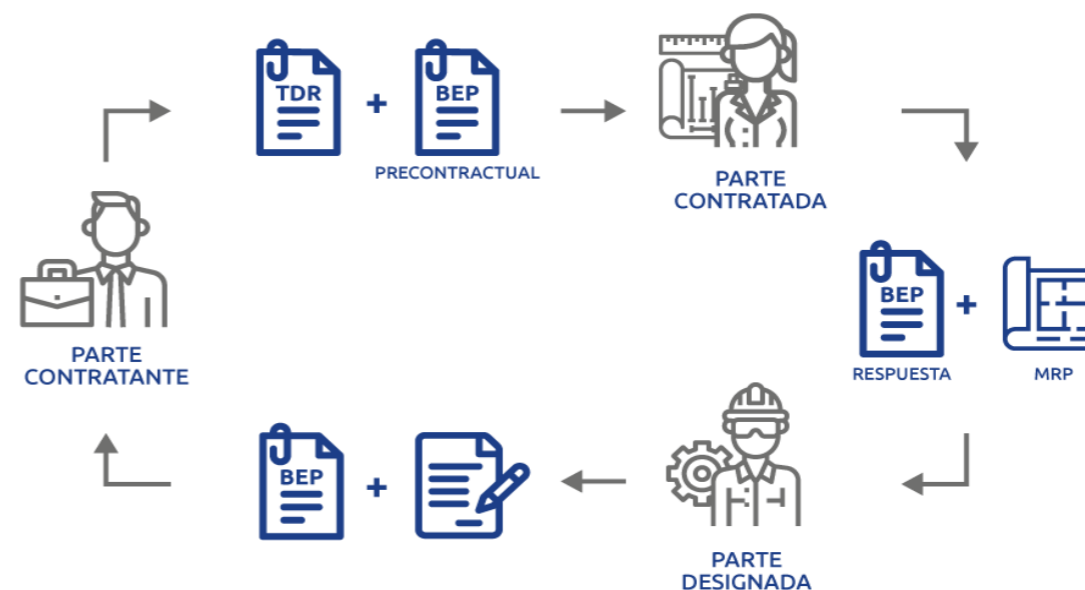 TDR
+
BEP
PRECONTRACTUAL
PARTE
CONTRATADA
BEP
+
RESPUESTA
MRP
PARTE
CONTRATANTE
BEP
+
PARTE
DESIGNADA